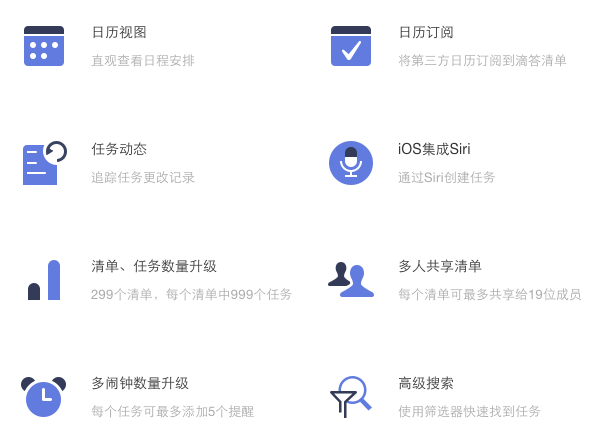 日历视图
直观查看日程安排
日历订阅
将第三方日历订阅到滴答清单
任务动态
追踪任务更改记录
iOS集成Siri
通过Siri创建任务
清单、任务数量升级
299个清单，每个清单中999个任务
多人共享清单
每个清单可最多共享给19位成员
多闹钟数量升级
每个任务可最多添加5个提醒
高级搜索
使用筛选器快速找到任务